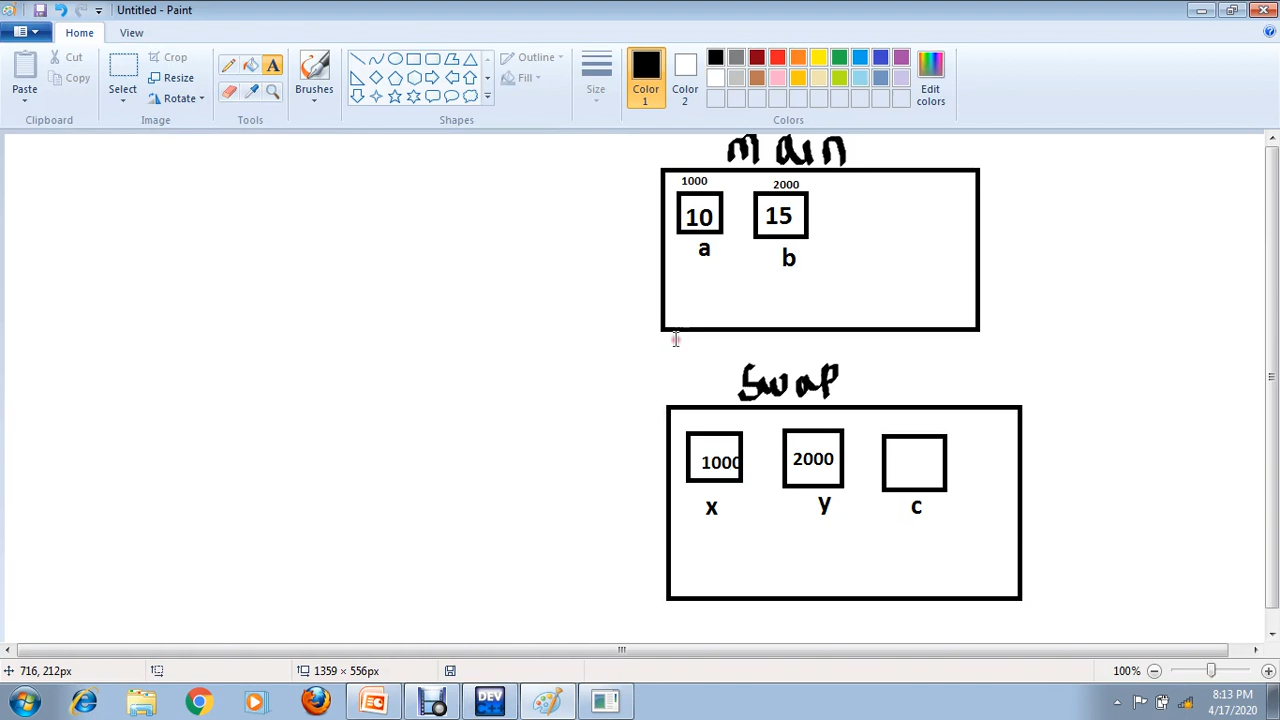 Untitled - Paint
Home View
Paste
Cut
Copy
Select
Crop
Resize
Rotate
Brushes
Outline
Fill
Size
Color 1
Color 2
Edit colors
Clipboard
Image
Tools
Shapes
Colors
main
1000 2000
10 15
a b
swap
1000 2000
x y c
716, 212px
1359 × 556px
100%
DEV
8:13 PM
4/17/2020